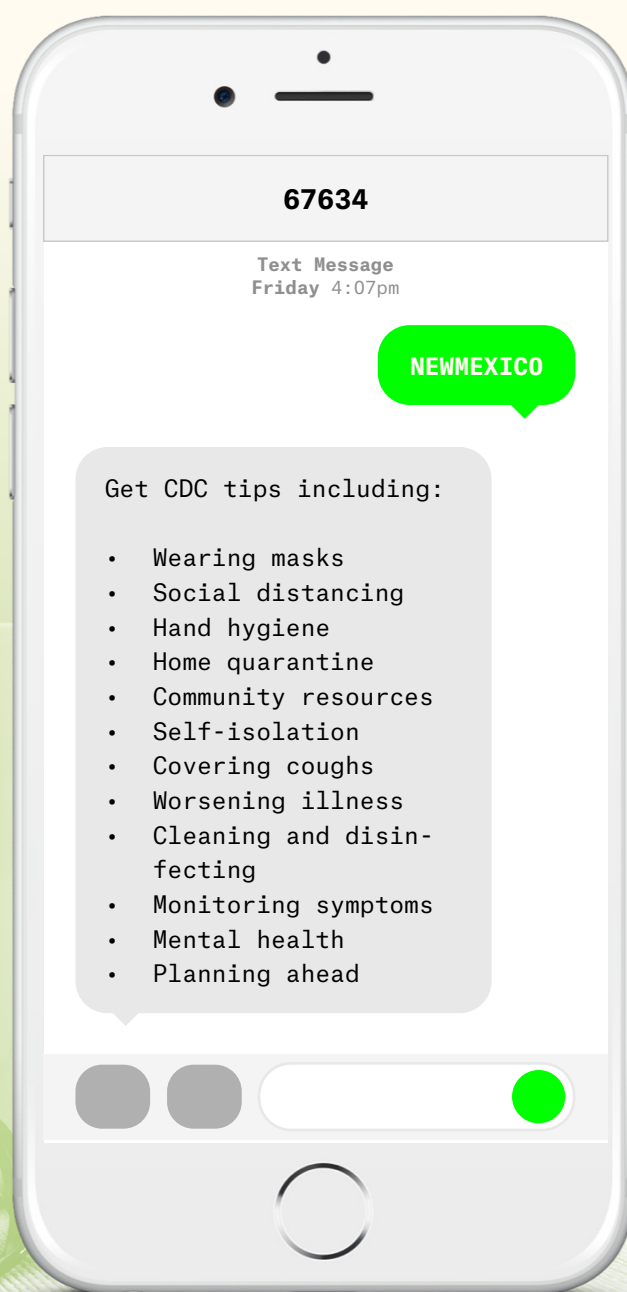 67634
Text Message
Friday 4:07pm
NEWMEXICO
Get CDC tips including:
• Wearing masks
• Social distancing
• Hand hygiene
• Home quarantine
• Community resources
• Self-isolation
• Covering coughs
• Worsening illness
• Cleaning and disin-
fecting
• Monitoring symptoms
• Mental health
• Planning ahead